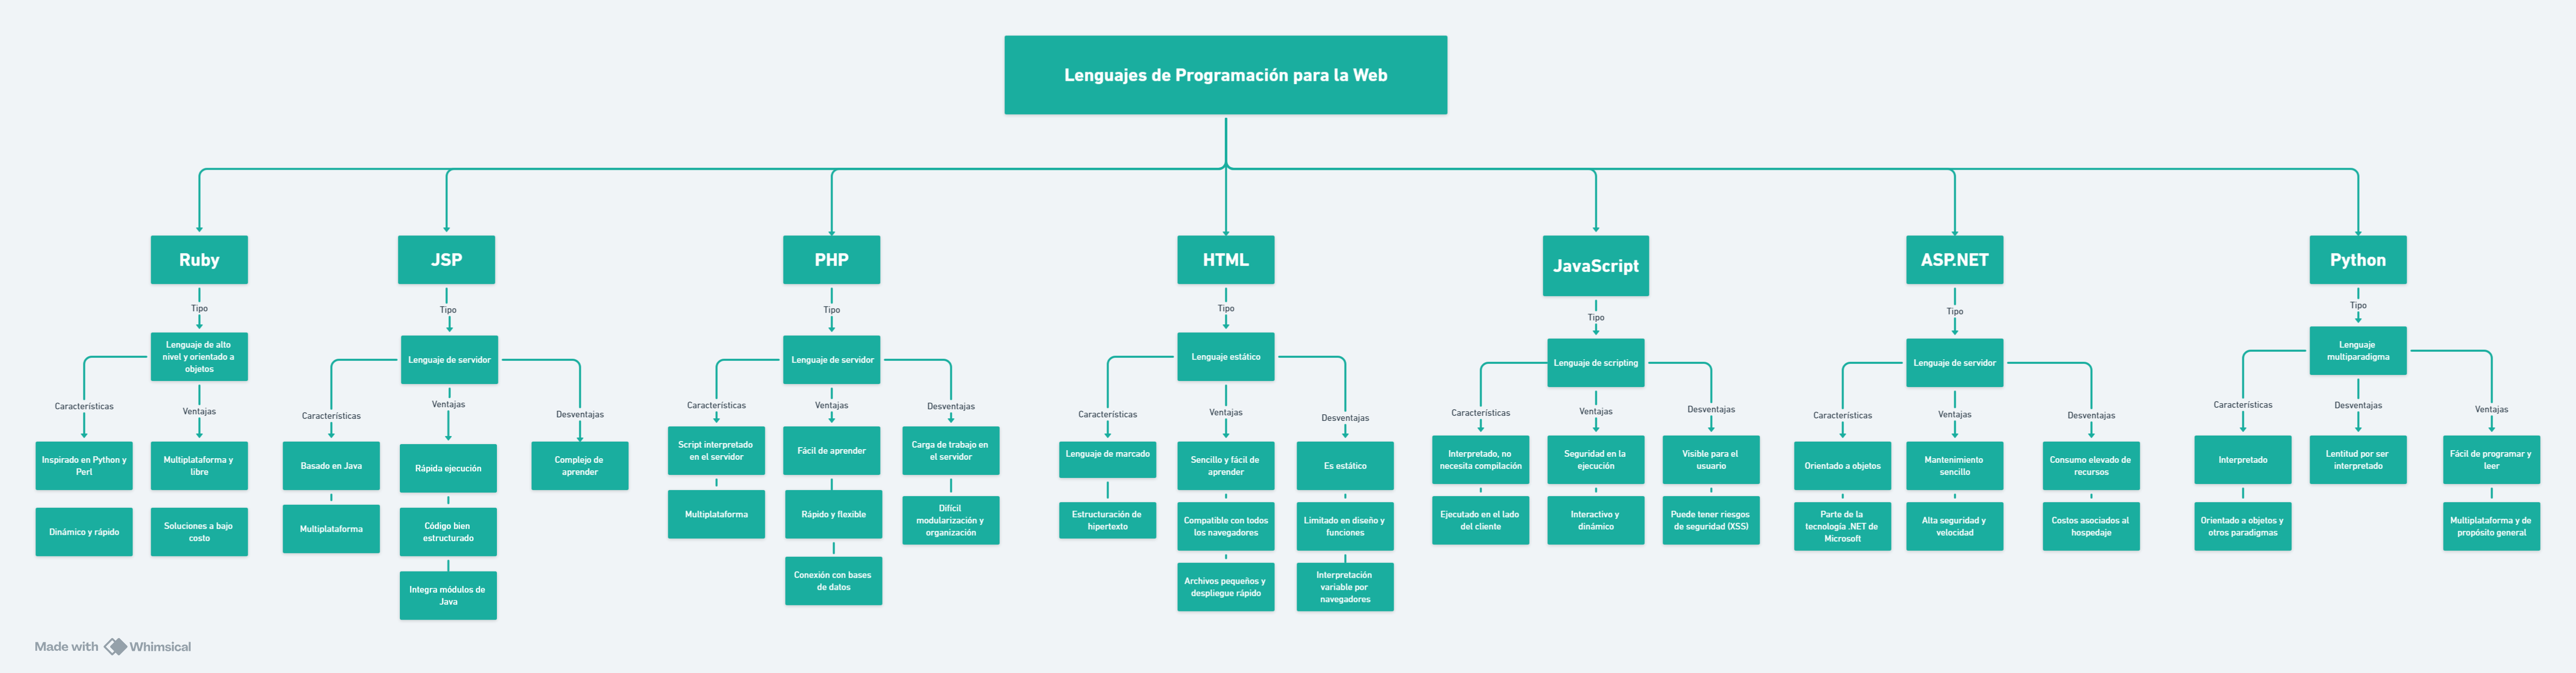 Lenguajes de Programación para la Web
Ruby
Tipo
Lenguaje de alto
nivel y orientado a
objetos
Características
Inspirado en Python y
Perl
Dinámico y rápido
Ventajas
Multiplataforma y
libre
Soluciones a bajo
costo
JSP
Tipo
Lenguaje de servidor
Características
Basado en Java
Multiplataforma
Ventajas
Rápida ejecución
Código bien
estructurado
Integra módulos de
Java
Desventajas
Complejo de
aprender
PHP
Tipo
Lenguaje de servidor
Características
Script interpretado
en el servidor
Multiplataforma
Ventajas
Fácil de aprender
Rápido y flexible
Conexión con bases
de datos
Desventajas
Carga de trabajo en
el servidor
Difícil
modularización y
organización
HTML
Tipo
Lenguaje estático
Características
Lenguaje de marcado
Estructuración de
hipertexto
Ventajas
Sencillo y fácil de
aprender
Compatible con todos
los navegadores
Archivos pequeños y
despliegue rápido
Desventajas
Es estático
Limitado en diseño y
funciones
Interpretación
variable por
navegadores
JavaScript
Tipo
Lenguaje de scripting
Características
Interpretado, no
necesita compilación
Ejecutado en el lado
del cliente
Ventajas
Seguridad en la
ejecución
Interactivo y
dinámico
Desventajas
Visible para el
usuario
Puede tener riesgos
de seguridad (XSS)
ASP.NET
Tipo
Lenguaje de servidor
Características
Orientado a objetos
Parte de la
tecnología .NET de
Microsoft
Ventajas
Mantenimiento
sencillo
Alta seguridad y
velocidad
Desventajas
Consumo elevado de
recursos
Costos asociados al
hospedaje
Python
Tipo
Lenguaje
multiparadigma
Características
Interpretado
Orientado a objetos y
otros paradigmas
Desventajas
Lentitud por ser
interpretado
Ventajas
Fácil de programar y
leer
Multiplataforma y de
propósito general
Made with Whimsical